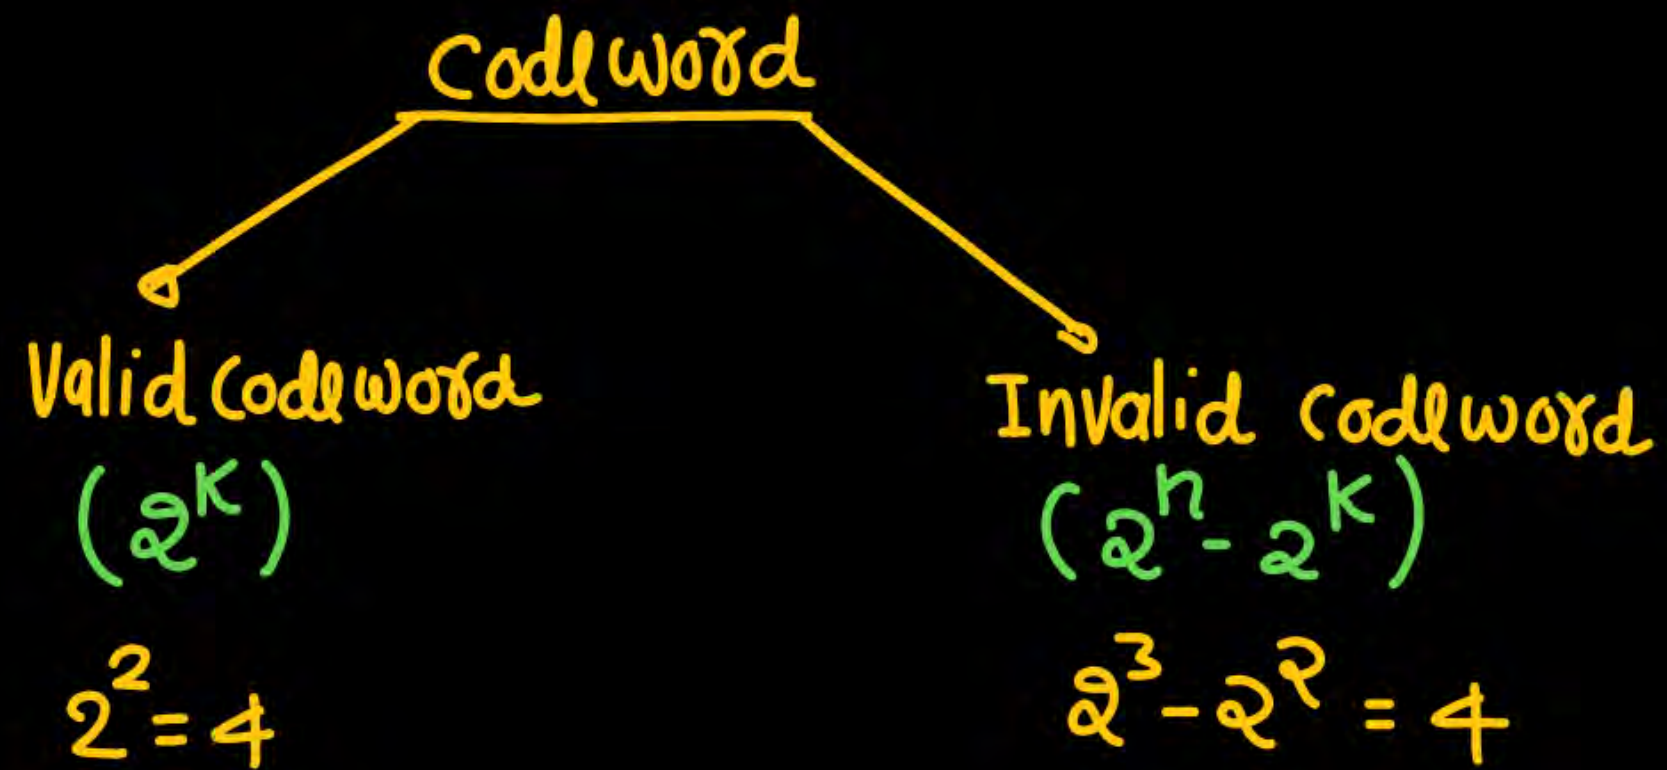 Codeword
Valid Codeword
Invalid Codeword
(2^K)
(2^n - 2^K)
2^2 = 4
2^3 - 2^2 = 4